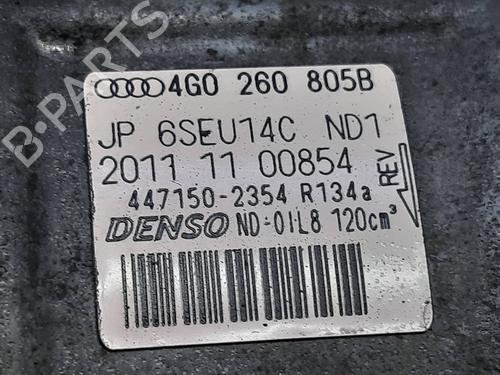 4G0 260 805B
JP 6SEU14C ND1
2011 11 00854
447150-2354 R134a
DENSO ND-OIL8 120cm³
REV
B-PARTS